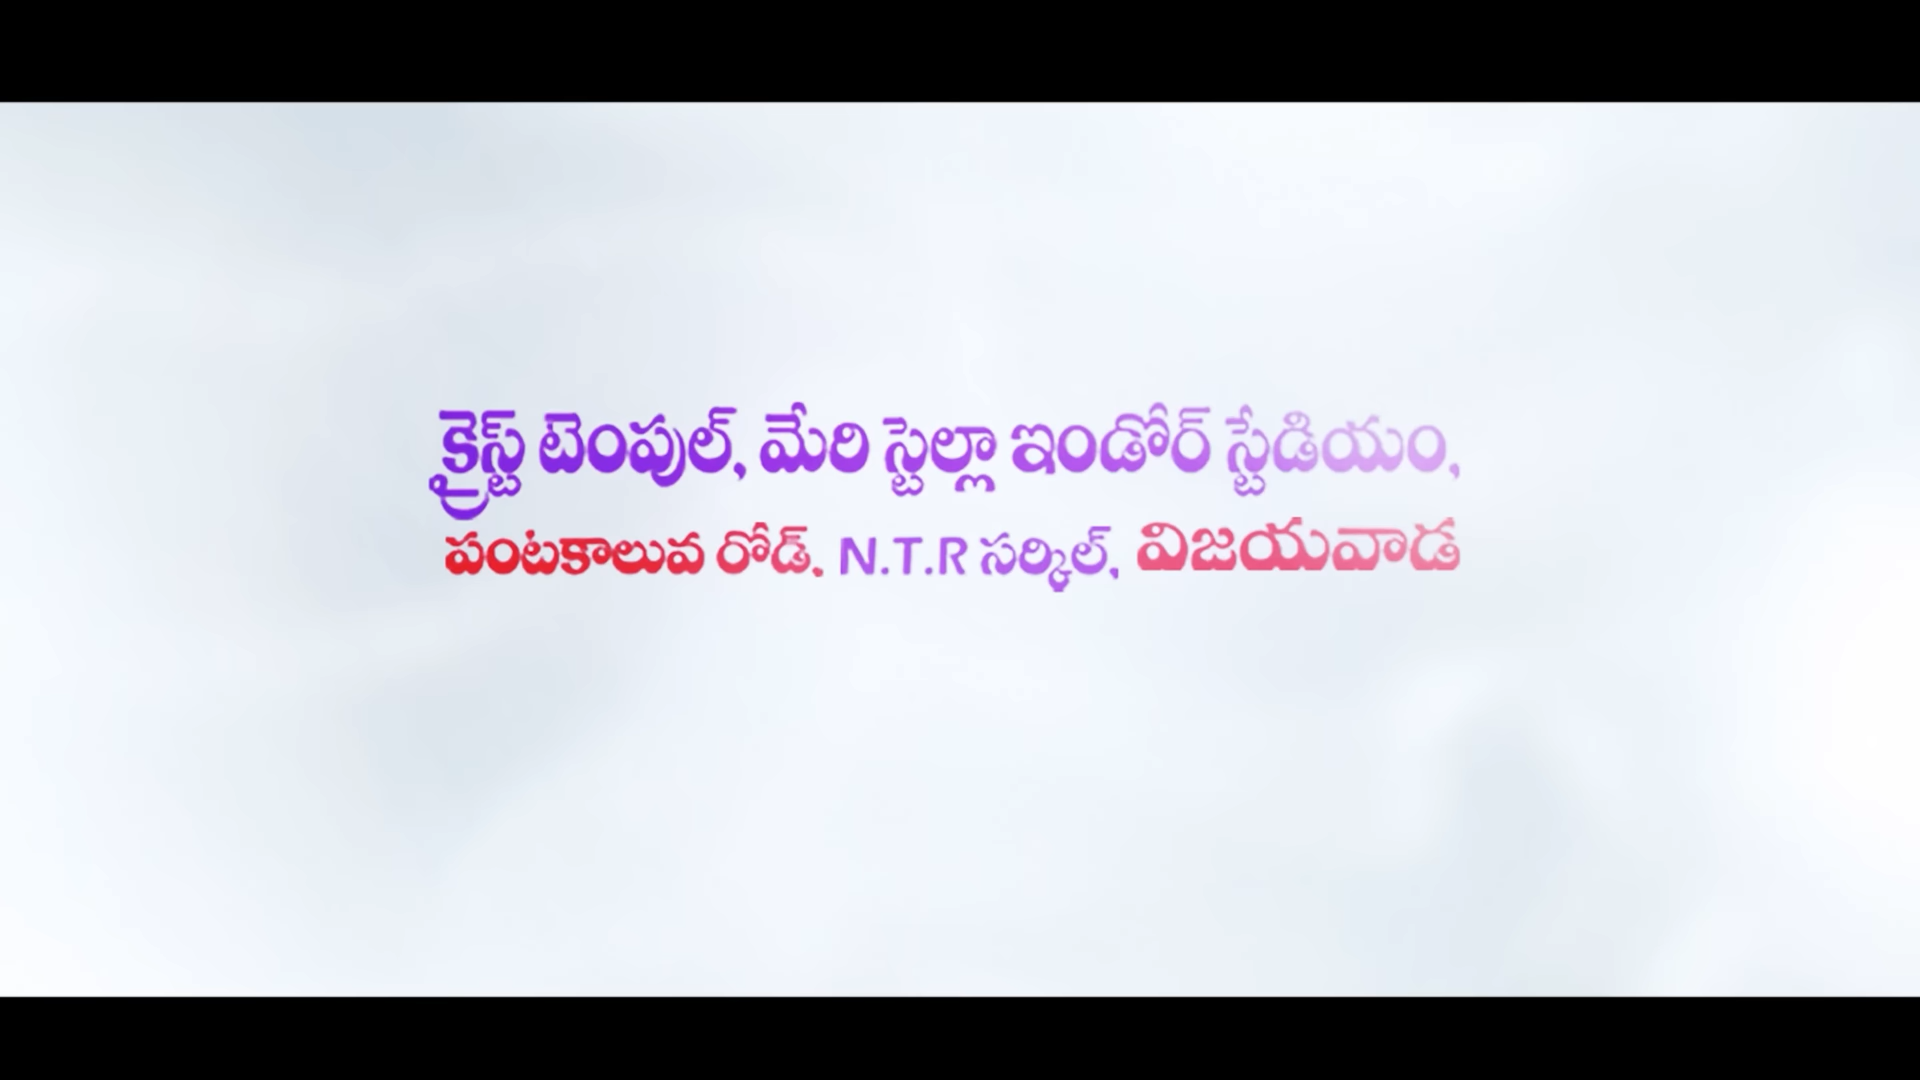 క్రైస్ట్ టెంపుల్, మేరి స్టెల్లా ఇండోర్ స్టేడియం,
పంటకాలువ రోడ్, N.T.R సర్కిల్, విజయవాడ